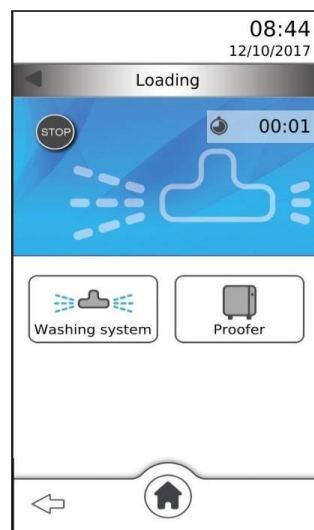 08:44
12/10/2017
Loading
STOP
00:01
Washing system
Proofer